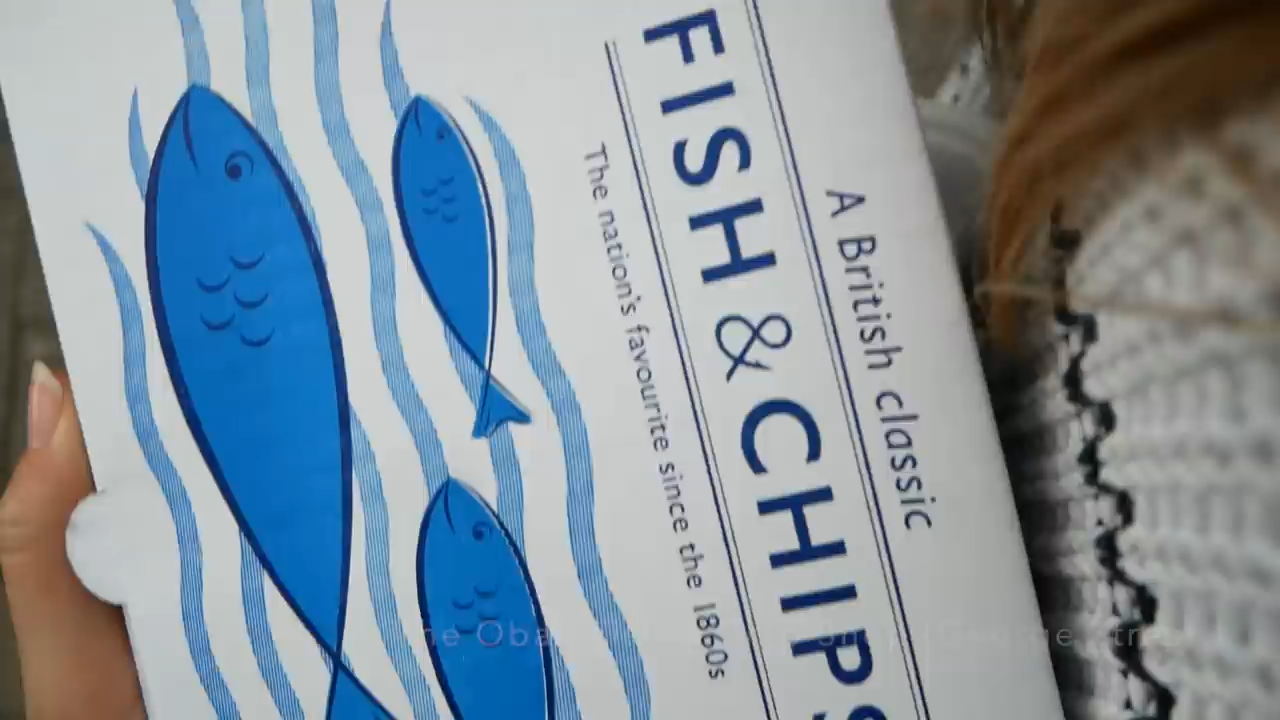 A British classic
FISH & CHIPS
The nation's favourite since the 1860s